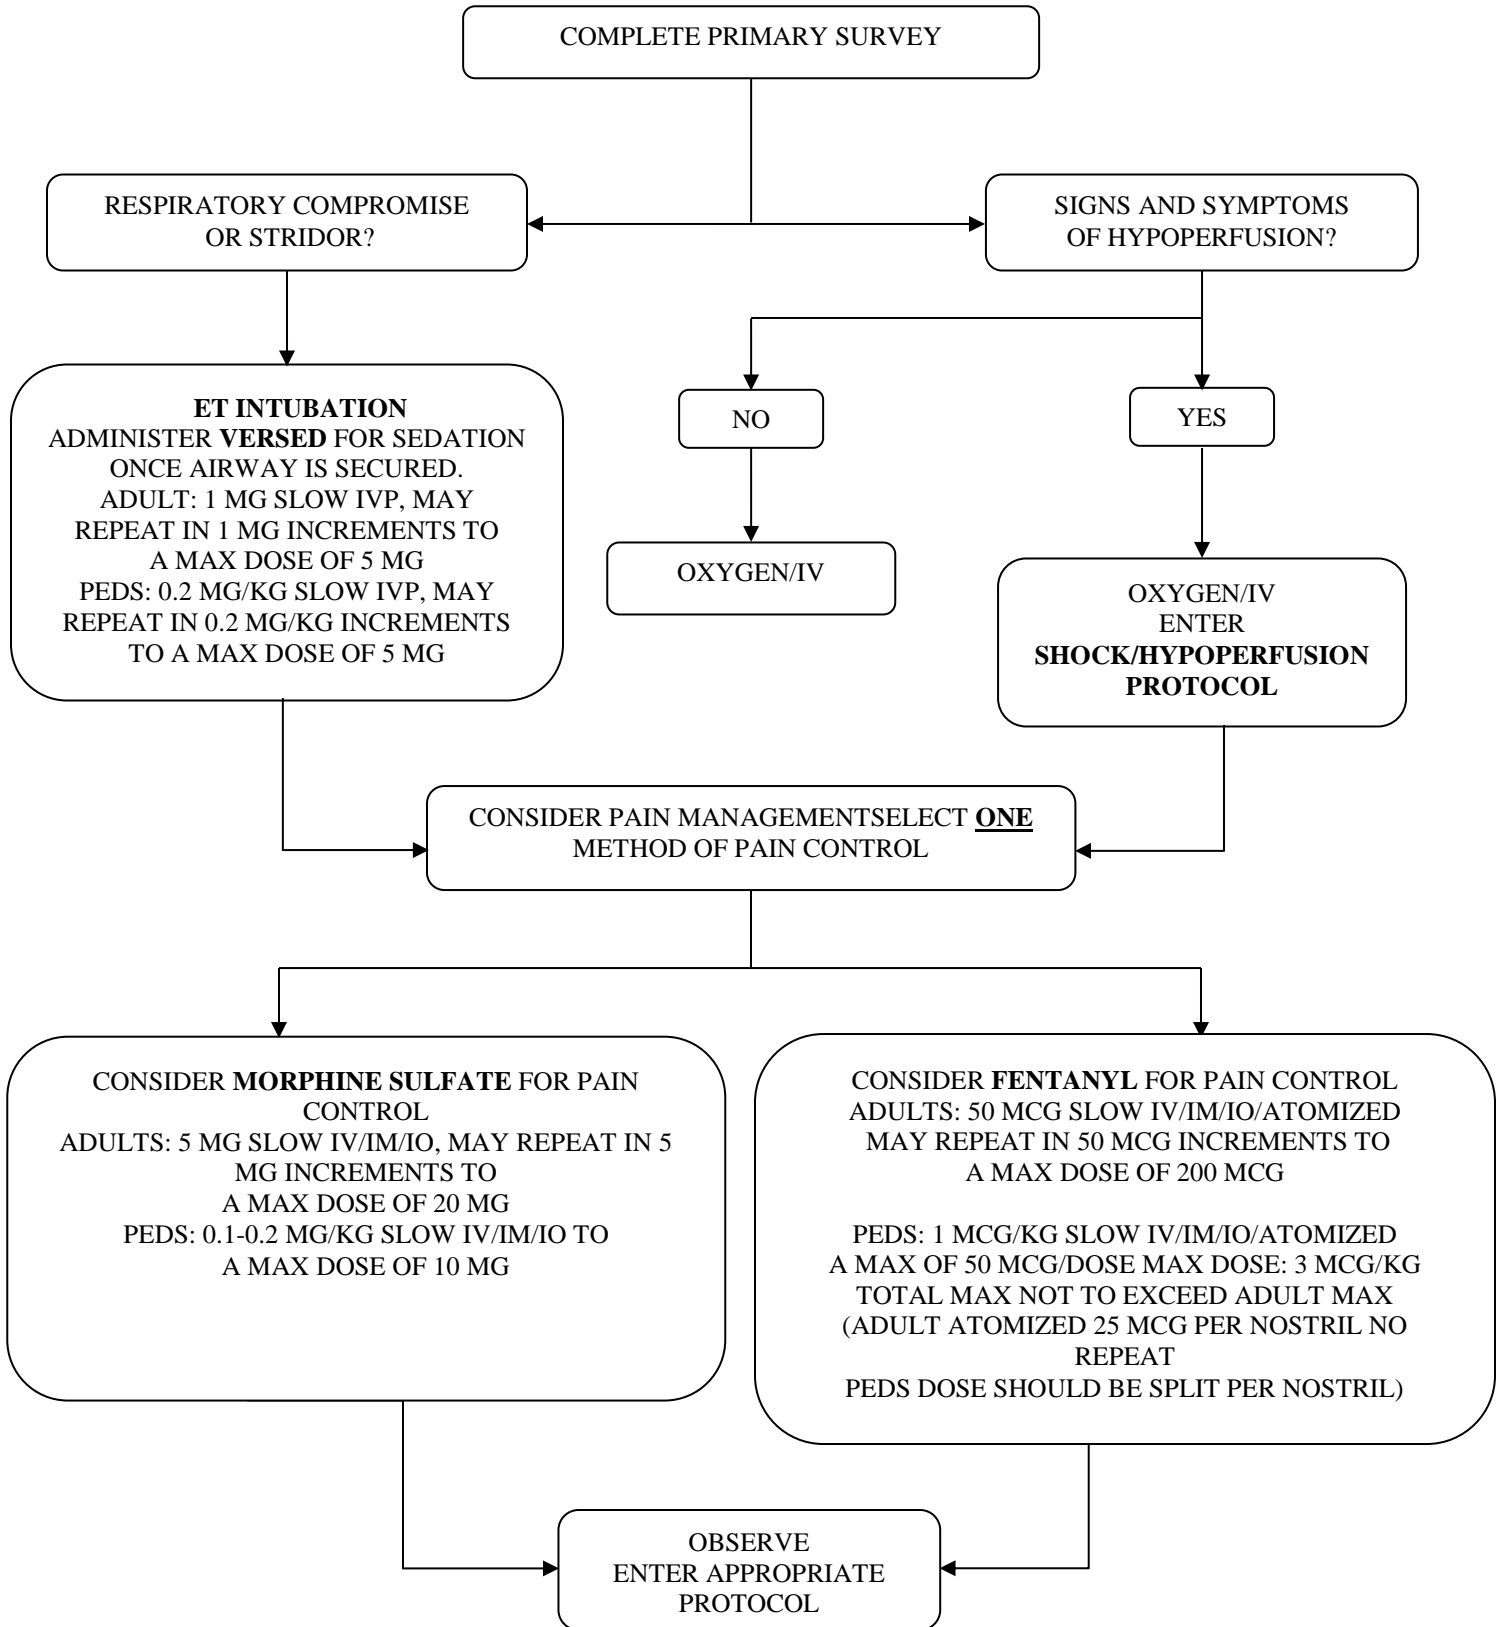 COMPLETE PRIMARY SURVEY
RESPIRATORY COMPROMISE
OR STRIDOR?
SIGNS AND SYMPTOMS
OF HYPOPERFUSION?
ET INTUBATION
ADMINISTER VERSED FOR SEDATION
ONCE AIRWAY IS SECURED.
ADULT: 1 MG SLOW IVP, MAY
REPEAT IN 1 MG INCREMENTS TO
A MAX DOSE OF 5 MG
PEDS: 0.2 MG/KG SLOW IVP, MAY
REPEAT IN 0.2 MG/KG INCREMENTS
TO A MAX DOSE OF 5 MG
NO
YES
OXYGEN/IV
OXYGEN/IV
ENTER
SHOCK/HYPOPERFUSION
PROTOCOL
CONSIDER PAIN MANAGEMENTSELECT ONE
METHOD OF PAIN CONTROL
CONSIDER MORPHINE SULFATE FOR PAIN
CONTROL
ADULTS: 5 MG SLOW IV/IM/IO, MAY REPEAT IN 5
MG INCREMENTS TO
A MAX DOSE OF 20 MG
PEDS: 0.1-0.2 MG/KG SLOW IV/IM/IO TO
A MAX DOSE OF 10 MG
CONSIDER FENTANYL FOR PAIN CONTROL
ADULTS: 50 MCG SLOW IV/IM/IO/ATOMIZED
MAY REPEAT IN 50 MCG INCREMENTS TO
A MAX DOSE OF 200 MCG
PEDS: 1 MCG/KG SLOW IV/IM/IO/ATOMIZED
A MAX OF 50 MCG/DOSE MAX DOSE: 3 MCG/KG
TOTAL MAX NOT TO EXCEED ADULT MAX
(ADULT ATOMIZED 25 MCG PER NOSTRIL NO
REPEAT
PEDS DOSE SHOULD BE SPLIT PER NOSTRIL)
OBSERVE
ENTER APPROPRIATE
PROTOCOL